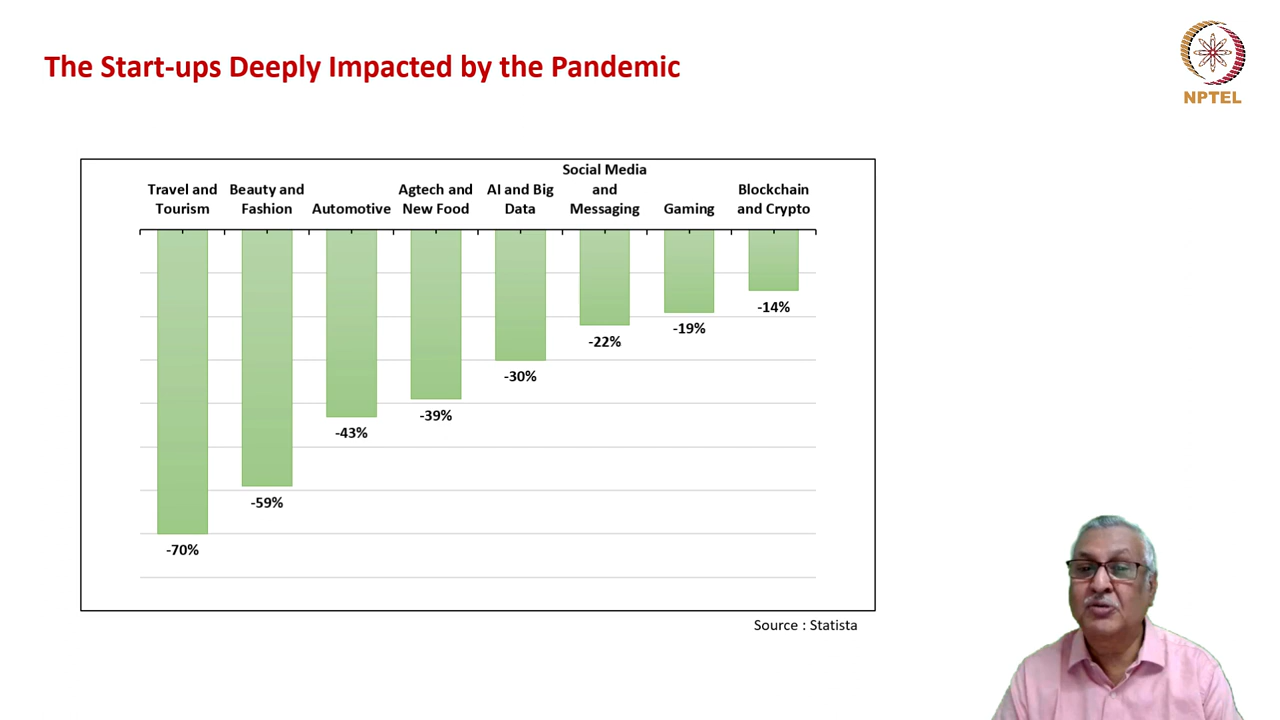 The Start-ups Deeply Impacted by the Pandemic
NPTEL
Travel and
Tourism
Beauty and
Fashion
Automotive
Agtech and
New Food
AI and Big
Data
Social Media
and
Messaging
Gaming
Blockchain
and Crypto
-70%
-59%
-43%
-39%
-30%
-22%
-19%
-14%
Source : Statista